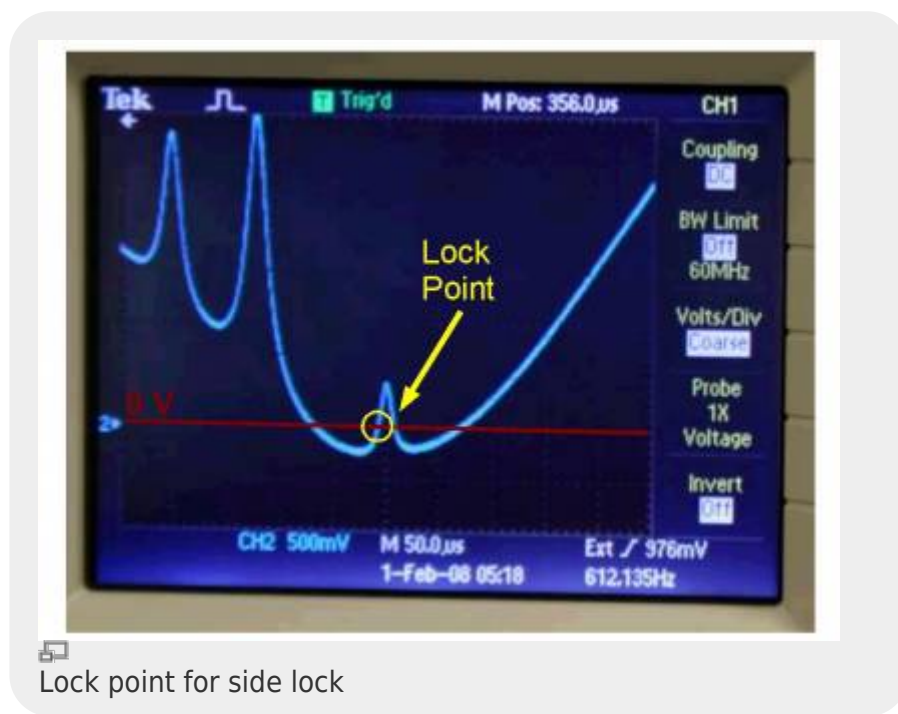 Tek
Trig'd
M Pos: 356.0µs
CH1
Coupling
DC
BW Limit
Off
60MHz
Volts/Div
Coarse
Probe
1X
Voltage
Invert
Off
Lock
Point
0 V
2
CH2 500mV
M 50.0µs
Ext
976mV
1-Feb-08 05:18
612.135Hz
Lock point for side lock